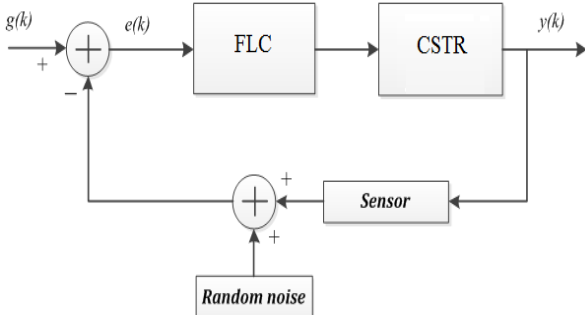 g(k)
e(k)
FLC
CSTR
y(k)
+
+
−
+
+
Sensor
+
Random noise